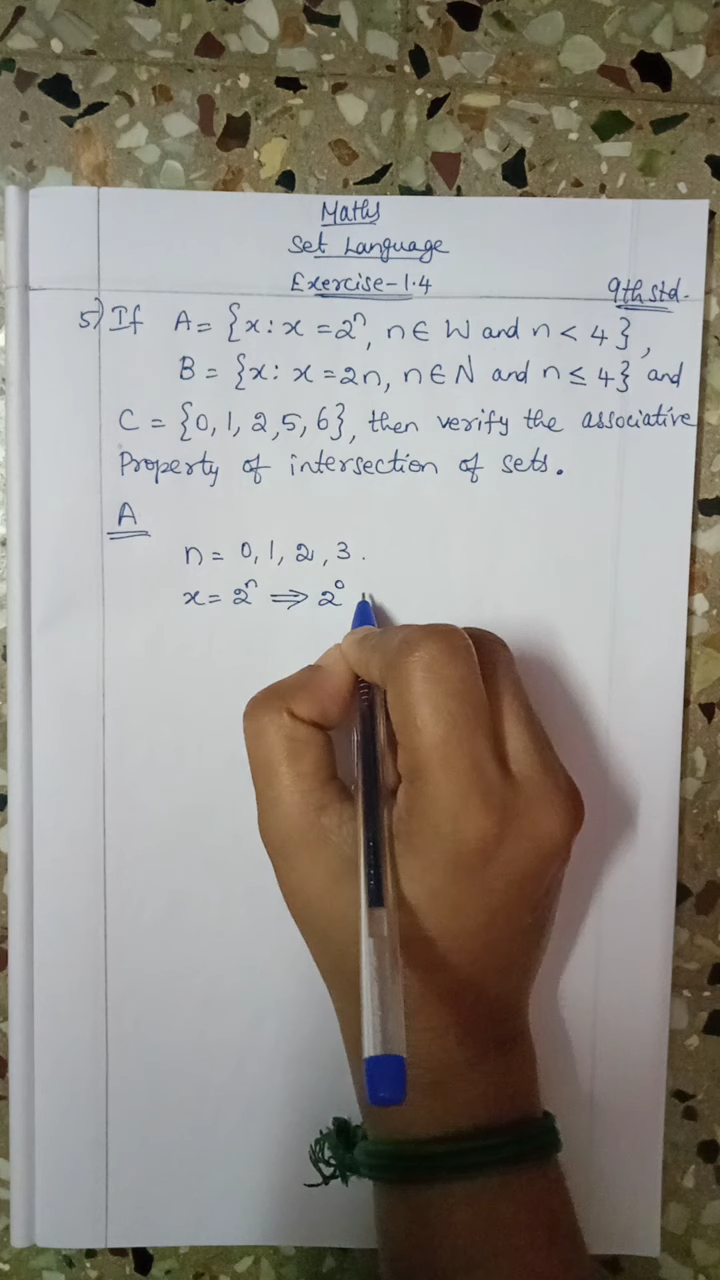 Maths
Set Language
Exercise-1.4
9th std.
5) If A = {x : x = 2ⁿ, n ∈ W and n < 4},
B = {x : x = 2n, n ∈ N and n ≤ 4} and
C = {0, 1, 2, 5, 6}, then verify the associative
Property of intersection of sets.
A
n = 0, 1, 2, 3.
x = 2ⁿ ⟹ 2⁰